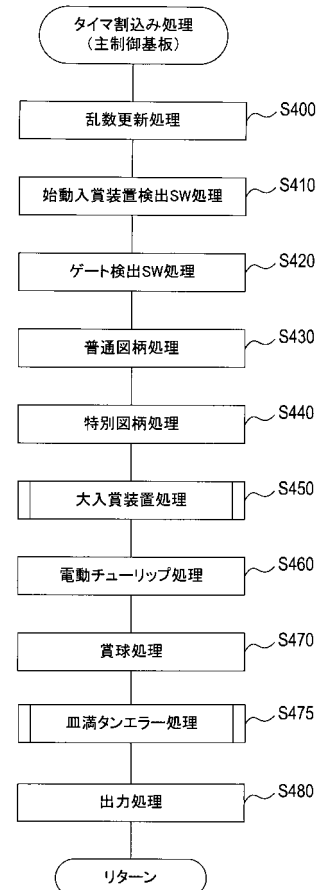 タイマ割込み処理
(主制御基板)
乱数更新処理
S400
始動入賞装置検出SW処理
S410
ゲート検出SW処理
S420
普通図柄処理
S430
特別図柄処理
S440
大入賞装置処理
S450
電動チューリップ処理
S460
賞球処理
S470
皿満タンエラー処理
S475
出力処理
S480
リターン